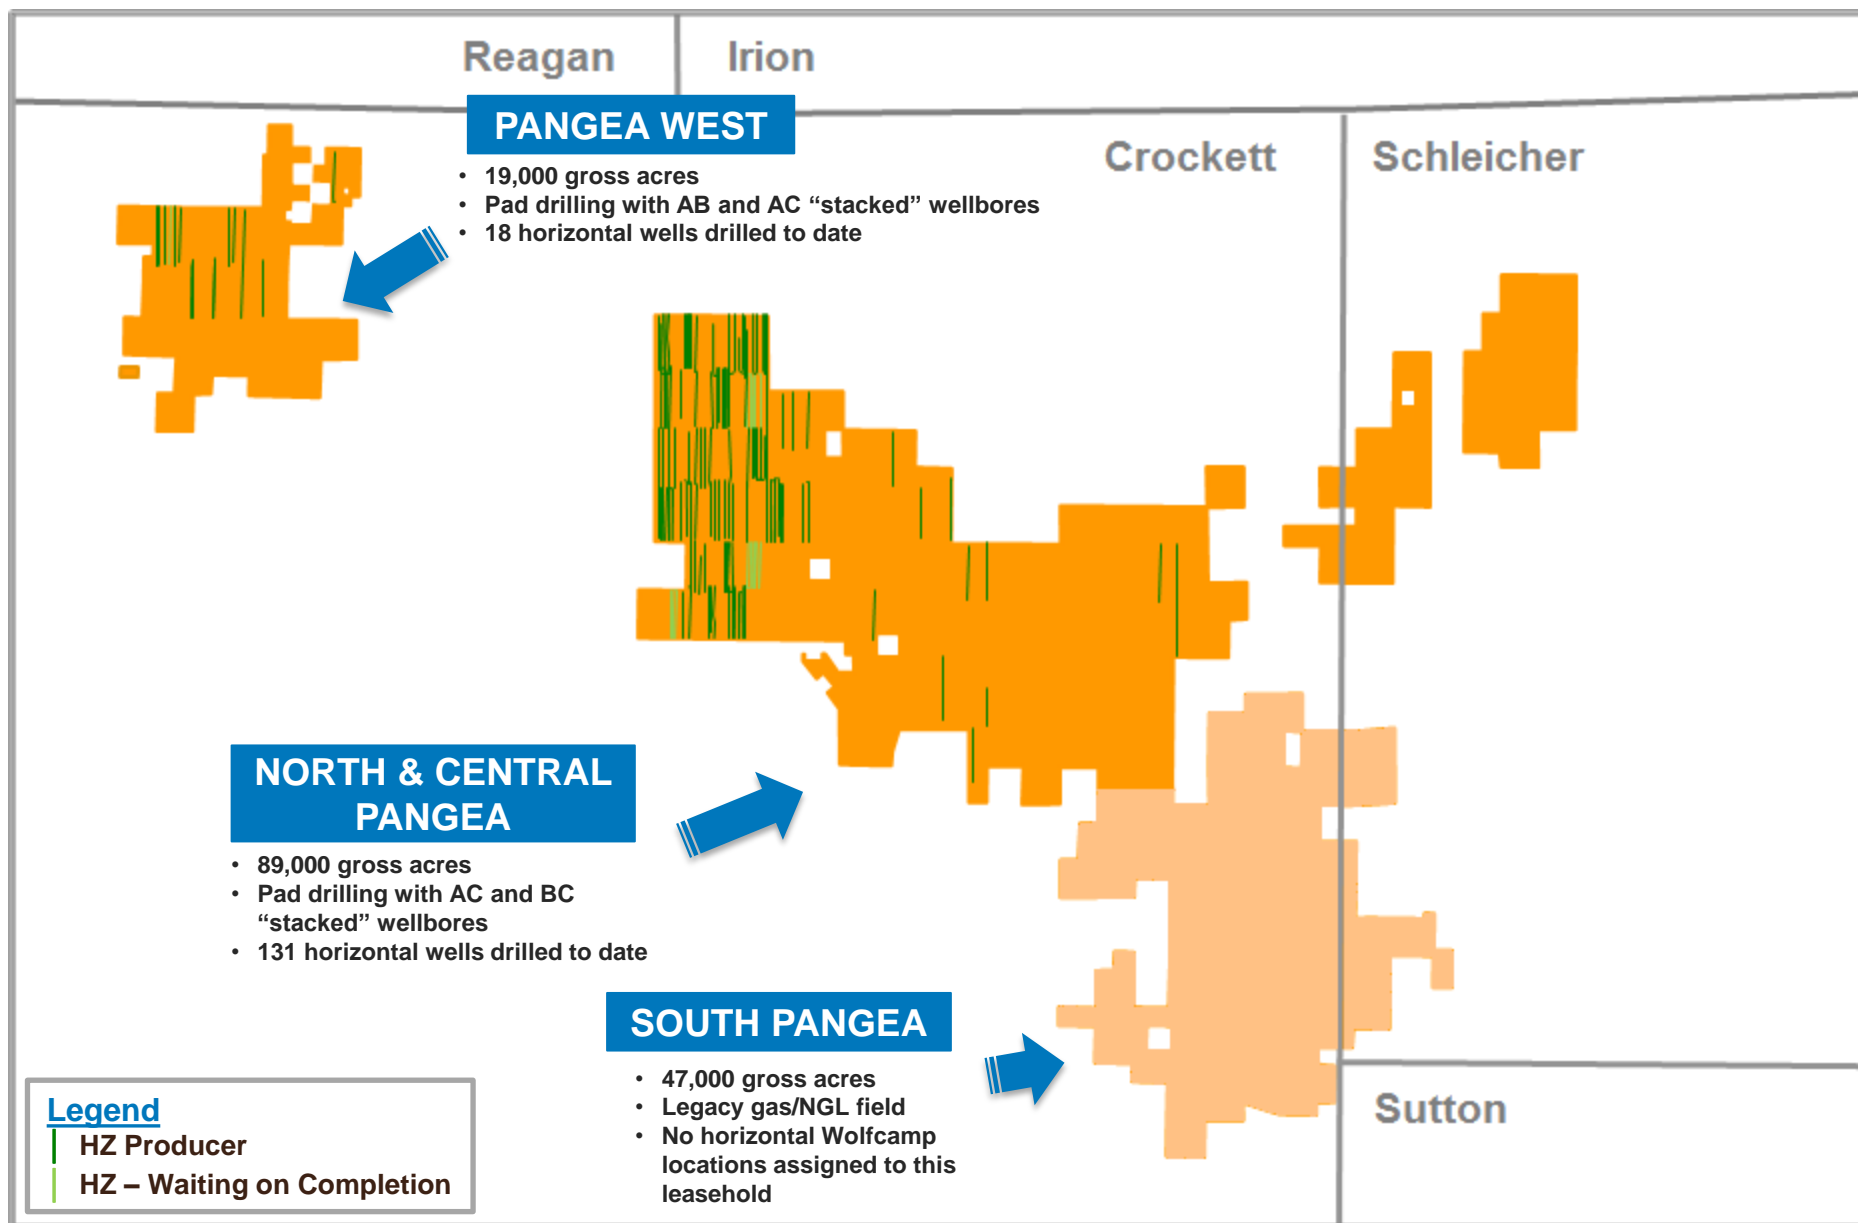 Reagan
Irion
PANGEA WEST
• 19,000 gross acres
• Pad drilling with AB and AC “stacked” wellbores
• 18 horizontal wells drilled to date
Crockett
Schleicher
NORTH & CENTRAL
PANGEA
• 89,000 gross acres
• Pad drilling with AC and BC
“stacked” wellbores
• 131 horizontal wells drilled to date
SOUTH PANGEA
• 47,000 gross acres
• Legacy gas/NGL field
• No horizontal Wolfcamp
locations assigned to this
leasehold
Sutton
Legend
HZ Producer
HZ – Waiting on Completion